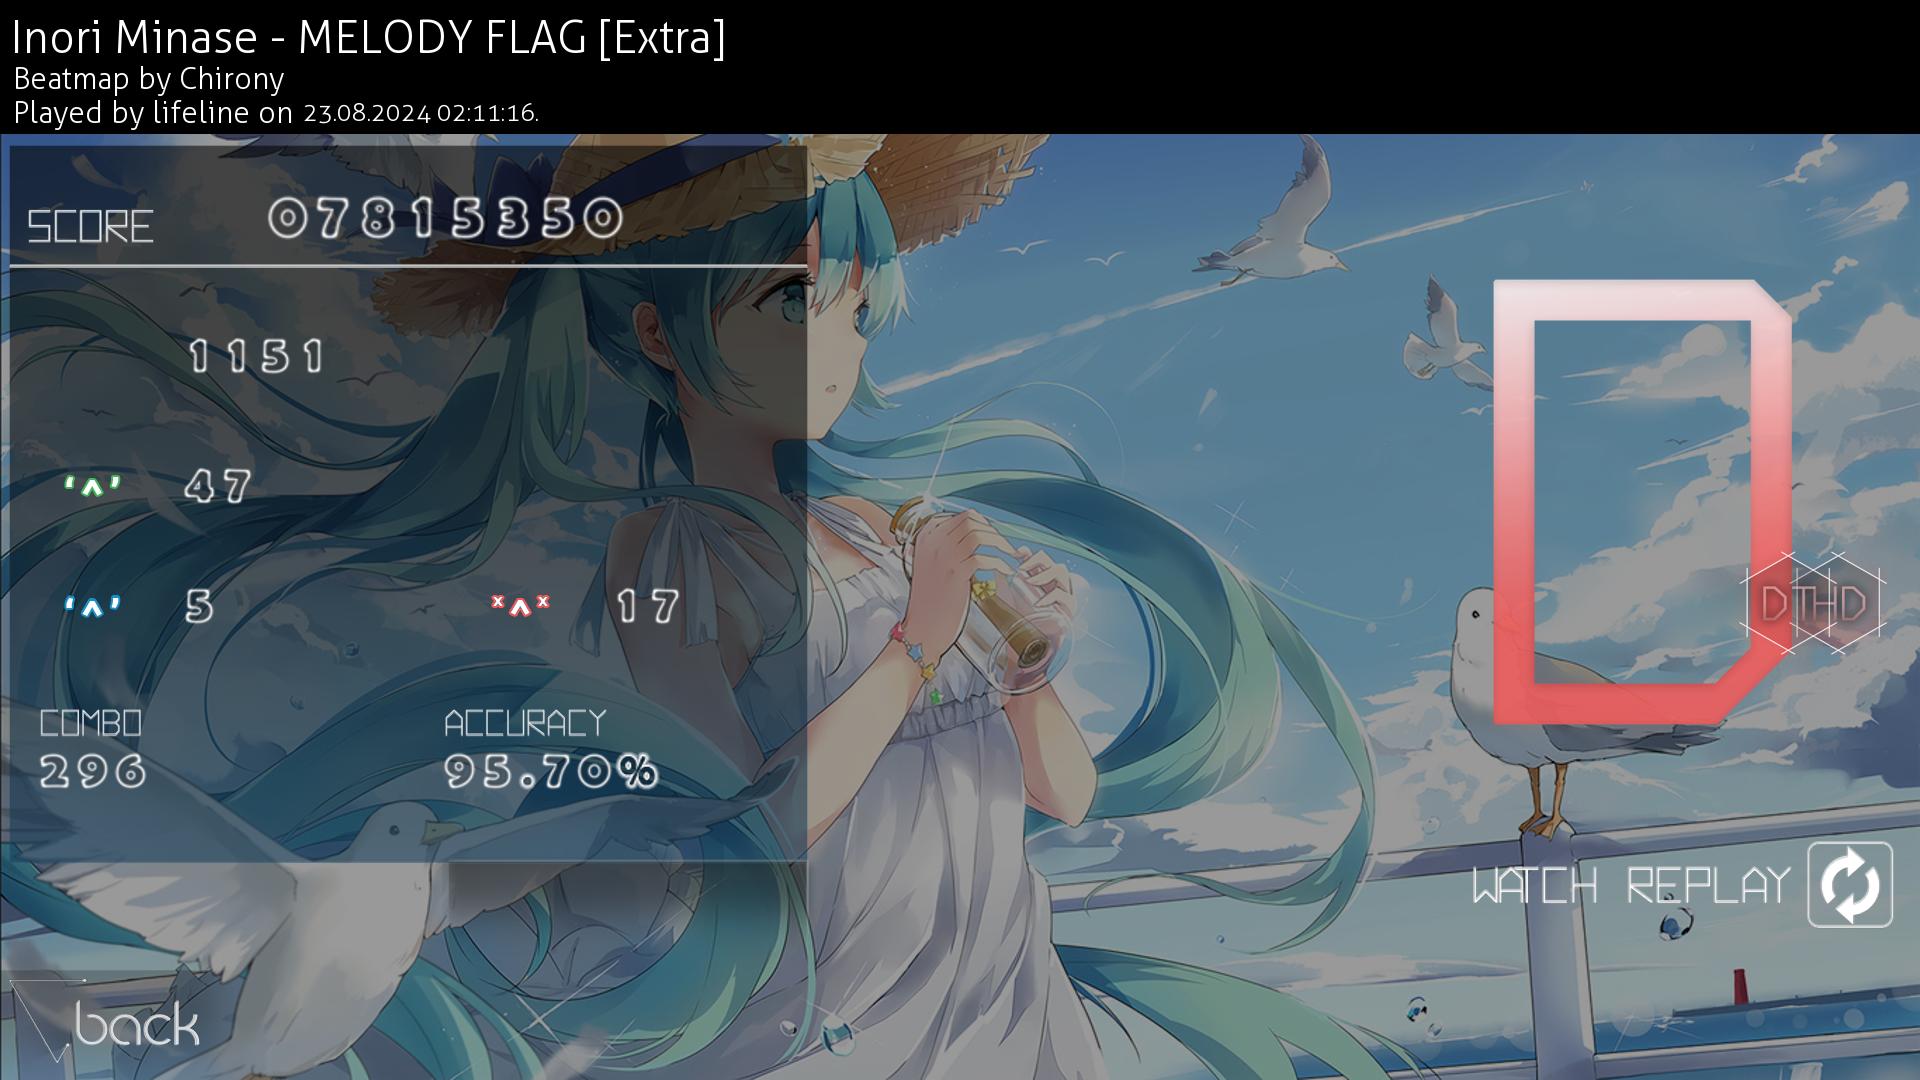 Inori Minase - MELODY FLAG [Extra]
Beatmap by Chirony
Played by lifeline on 23.08.2024 02:11:16.
SCORE 07815350
1151
'^' 47
'^' 5 x^x 17
COMBO ACCURACY
296 95.70%
D
DT HD
WATCH REPLAY
back